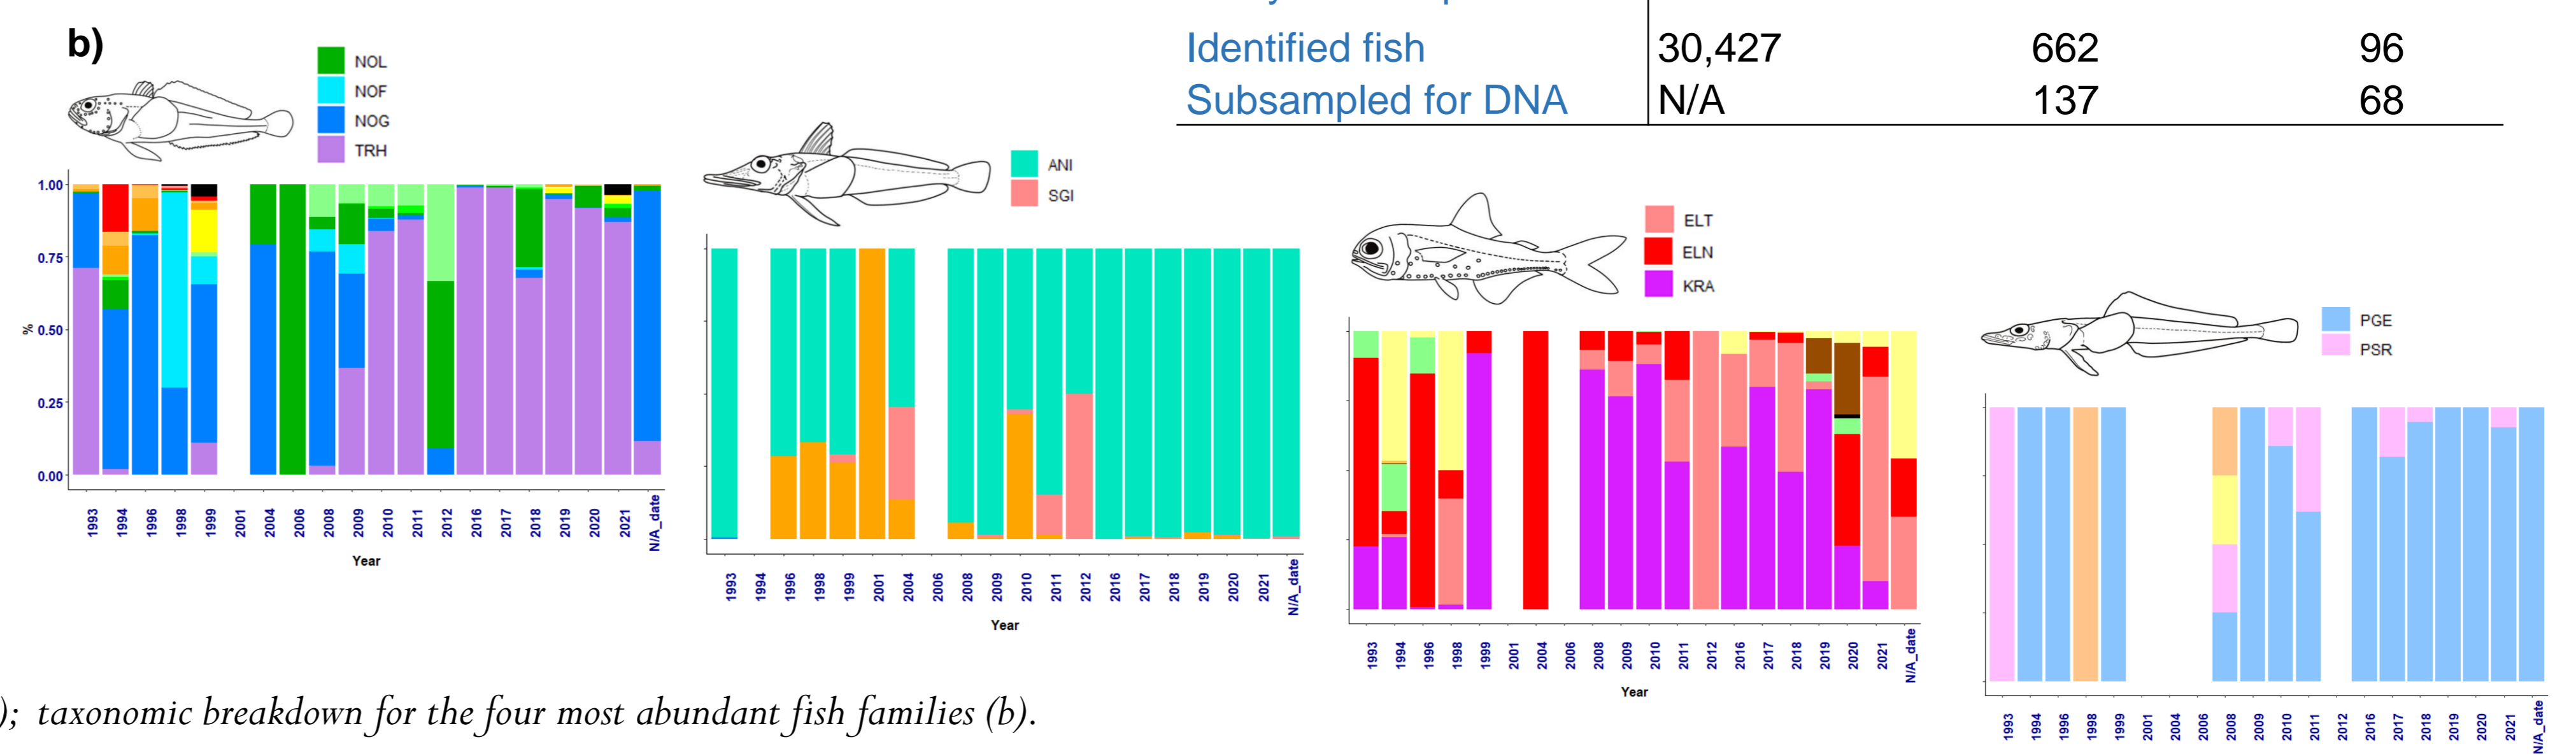 b)
Identified fish 30,427 662 96
Subsampled for DNA N/A 137 68
NOL
NOF
NOG
TRH
1.00
0.75
% 0.50
0.25
0.00
1993 1994 1996 1998 1999 2001 2004 2006 2008 2009 2010 2011 2012 2016 2017 2018 2019 2020 2021 N/A_date
Year
ANI
SGI
1993 1994 1996 1998 1999 2001 2004 2006 2008 2009 2010 2011 2012 2016 2017 2018 2019 2020 2021 N/A_date
Year
ELT
ELN
KRA
1993 1994 1996 1998 1999 2001 2004 2006 2008 2009 2010 2011 2012 2016 2017 2018 2019 2020 2021 N/A_date
Year
PGE
PSR
1993 1994 1996 1998 1999 2001 2004 2006 2008 2009 2010 2011 2012 2016 2017 2018 2019 2020 2021 N/A_date
); taxonomic breakdown for the four most abundant fish families (b).